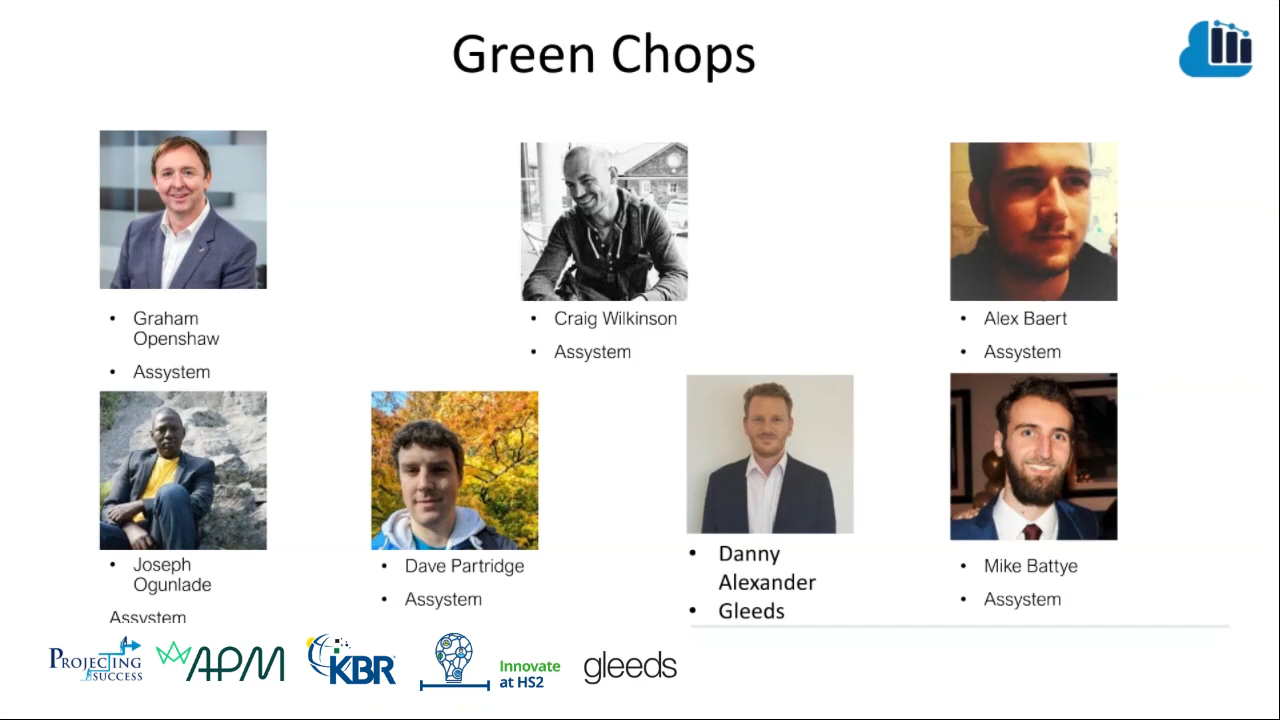 Green Chops
• Graham
Openshaw
• Assystem
• Craig Wilkinson
• Assystem
• Alex Baert
• Assystem
• Joseph
Ogunlade
Assystem
• Dave Partridge
• Assystem
• Danny
Alexander
• Gleeds
• Mike Battye
• Assystem
PROJECTING
SUCCESS
APM
KBR
Innovate
at HS2
gleeds